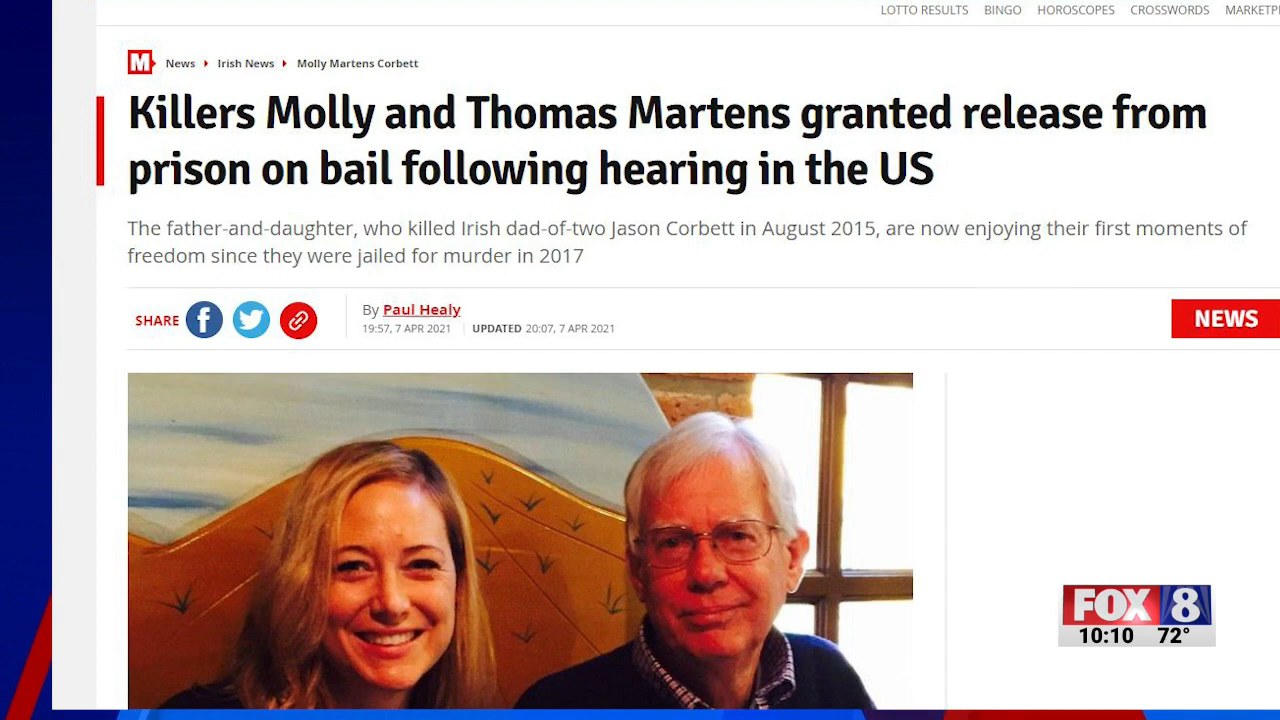 LOTTO RESULTS BINGO HOROSCOPES CROSSWORDS MARKETP
M News Irish News Molly Martens Corbett
Killers Molly and Thomas Martens granted release from
prison on bail following hearing in the US
The father-and-daughter, who killed Irish dad-of-two Jason Corbett in August 2015, are now enjoying their first moments of
freedom since they were jailed for murder in 2017
SHARE
By Paul Healy
19:57, 7 APR 2021 UPDATED 20:07, 7 APR 2021
NEWS
FOX 8
10:10 72°